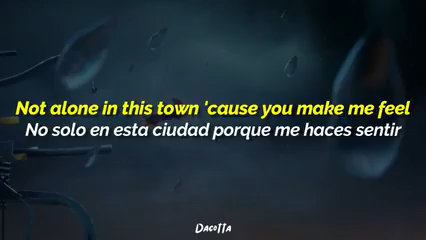 Not alone in this town 'cause you make me feel
No solo en esta ciudad porque me haces sentir
Dacotta